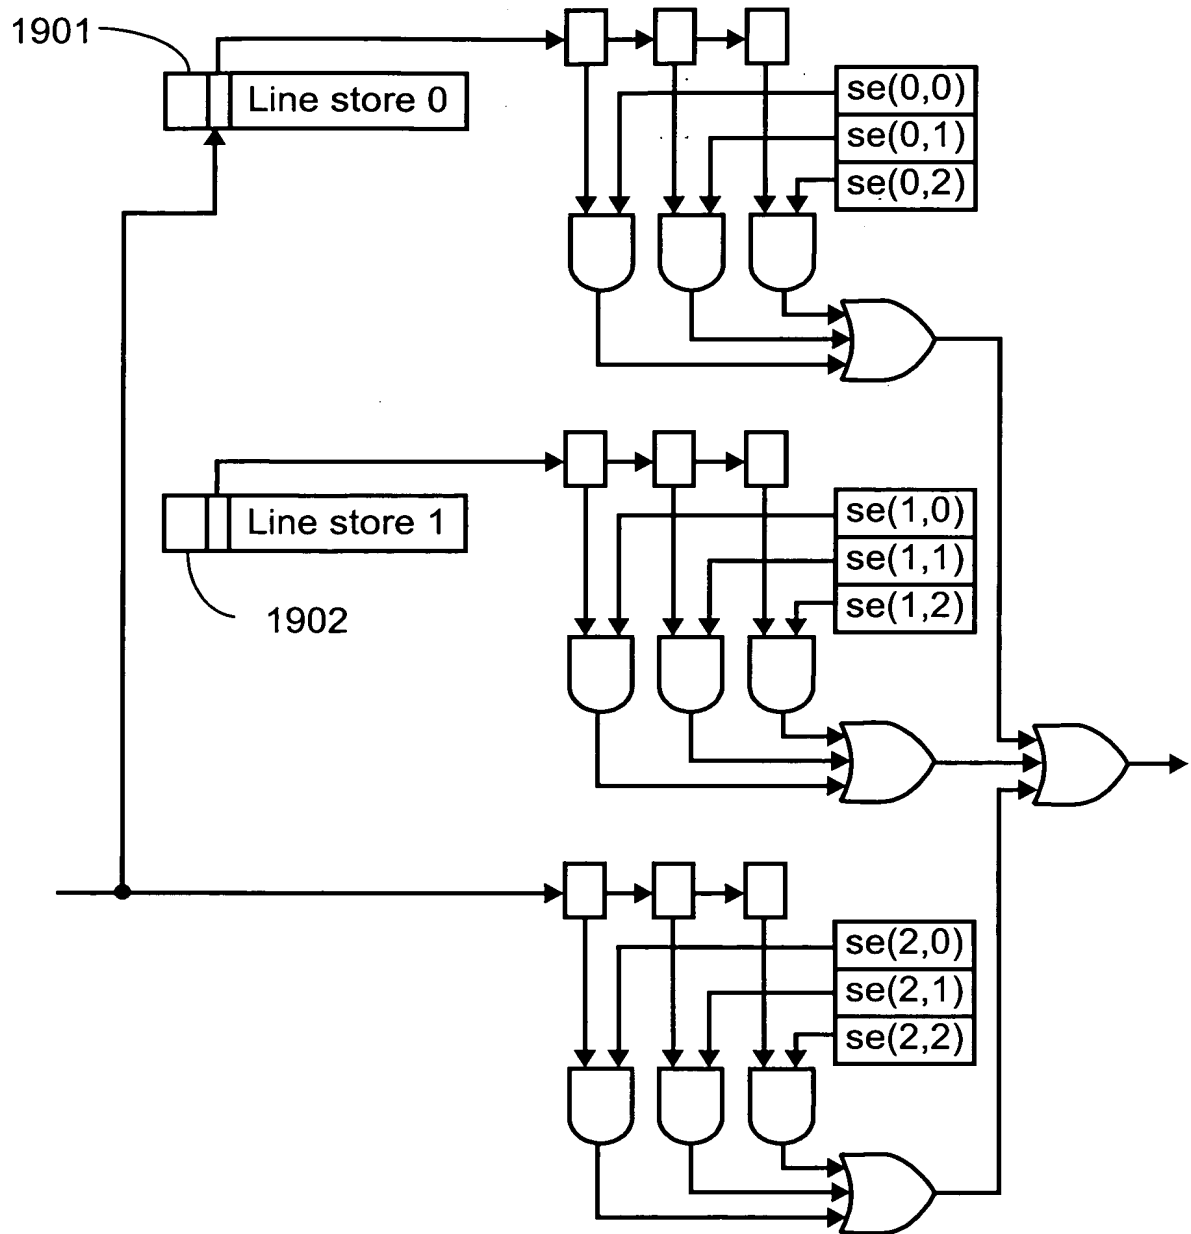 1901
Line store 0
se(0,0)
se(0,1)
se(0,2)
Line store 1
1902
se(1,0)
se(1,1)
se(1,2)
se(2,0)
se(2,1)
se(2,2)